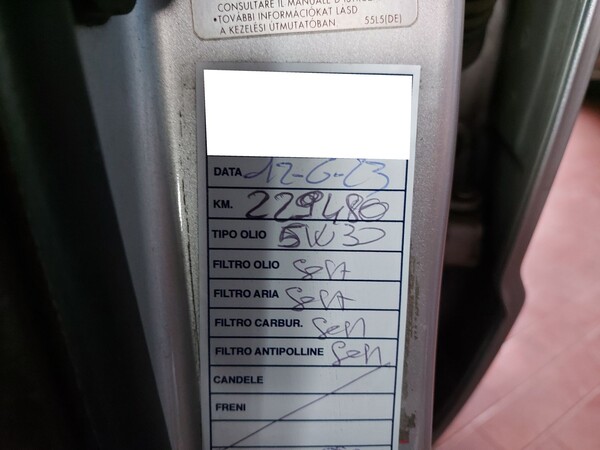 CONSULTARE IL MANUALE D'
•TOVÁBBI INFORMÁCIÓKAT LÁSD
A KEZELÉSI ÚTMUTATÓBAN 55L5(DE)
DATA 12-6-23
KM. 229486
TIPO OLIO 5W30
FILTRO OLIO
FILTRO ARIA
FILTRO CARBUR.
FILTRO ANTIPOLLINE
CANDELE
FRENI